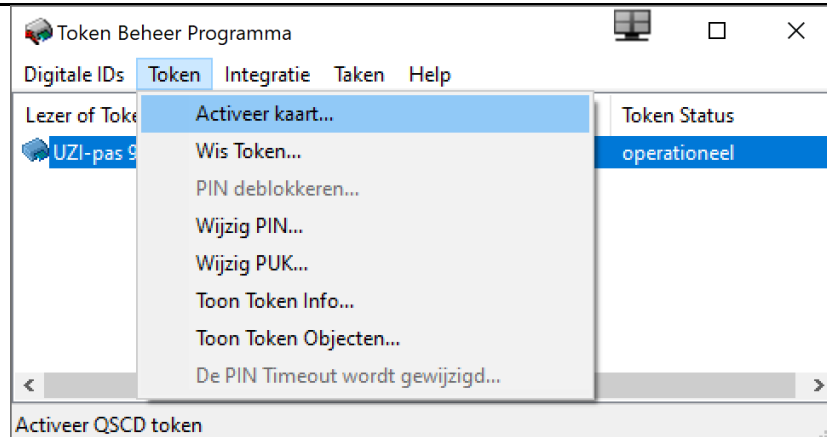 Token Beheer Programma
Digitale IDs Token Integratie Taken Help
Lezer of Toke Token Status
UZI-pas 9 operationeel
Activeer kaart...
Wis Token...
PIN deblokkeren...
Wijzig PIN...
Wijzig PUK...
Toon Token Info...
Toon Token Objecten...
De PIN Timeout wordt gewijzigd...
Activeer QSCD token